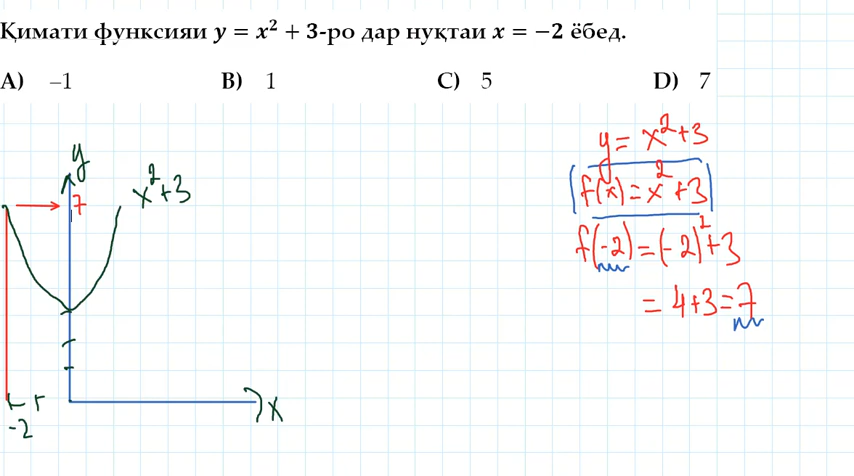 Қимати функсияи y = x² + 3-ро дар нуқтаи x = −2 ёбед.
A) –1 B) 1 C) 5 D) 7
y = x² + 3
f(x) = x² + 3
f(-2) = (-2)² + 3
= 4 + 3 = 7
y
x² + 3
7
x
-2